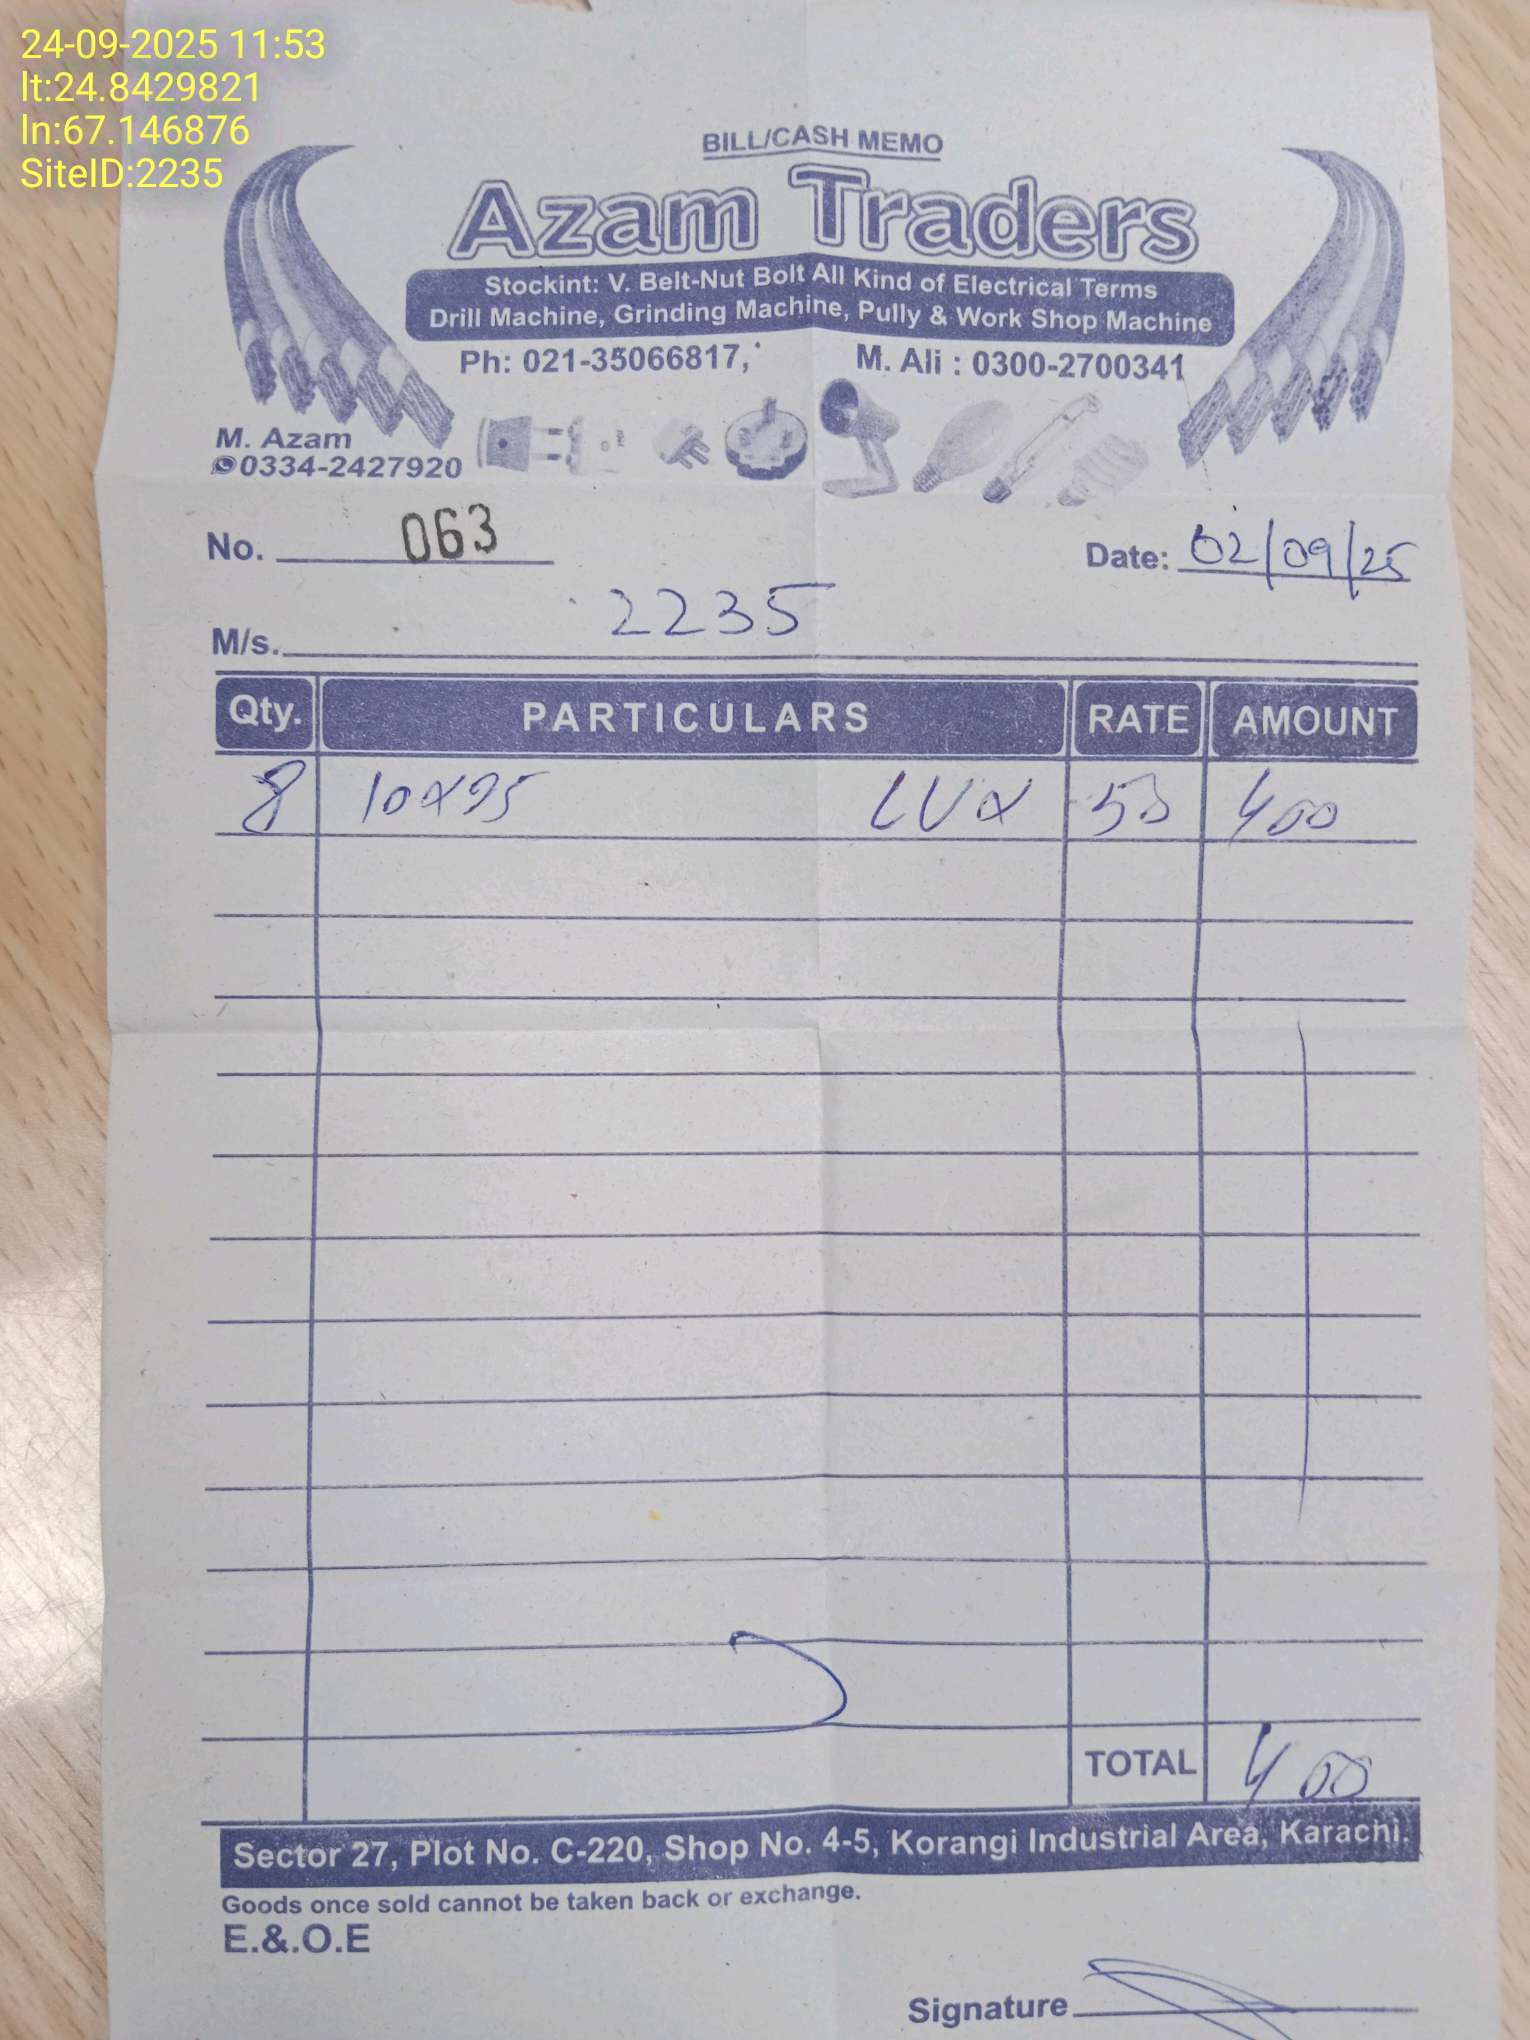 24-09-2025 11:53
lt:24.8429821
ln:67.146876
SiteID:2235
BILL/CASH MEMO
Azam Traders
Stockint: V. Belt-Nut Bolt All Kind of Electrical Terms
Drill Machine, Grinding Machine, Pully & Work Shop Machine
Ph: 021-35066817, M. Ali : 0300-2700341
M. Azam
0334-2427920
No. 063 Date: 02/09/25
M/s. 2235
Qty. PARTICULARS RATE AMOUNT
8 10x95 LUX 50 400
TOTAL 400
Sector 27, Plot No. C-220, Shop No. 4-5, Korangi Industrial Area, Karachi.
Goods once sold cannot be taken back or exchange.
E.&.O.E
Signature